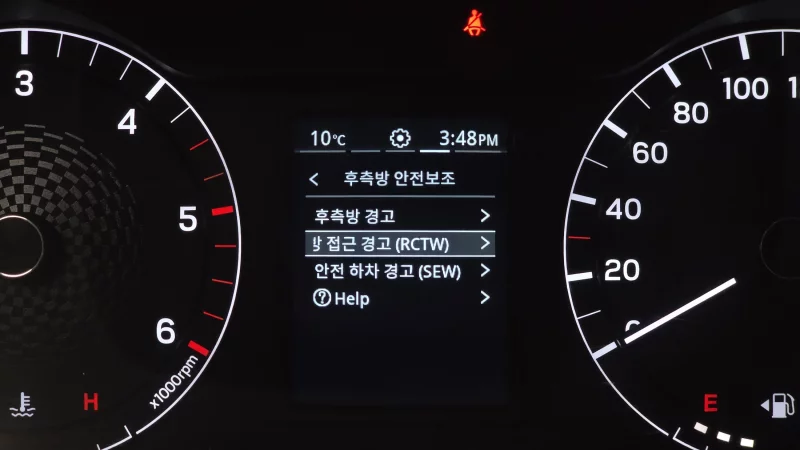 3
4
5
6
x1000rpm
H
10°C
3:48PM
< 후측방 안전보조
후측방 경고 >
방 접근 경고 (RCTW) >
안전 하차 경고 (SEW) >
? Help >
100
80
60
40
20
0
E